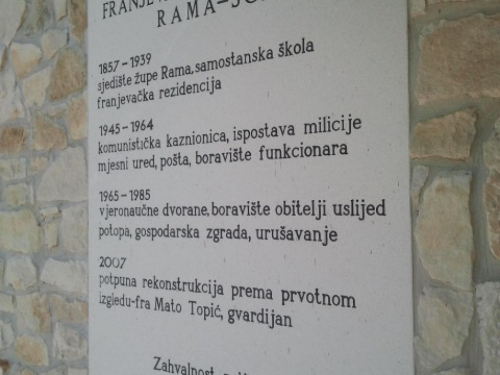 RAMA-
1857-1939
sjedište župe Rama, samostanska škola
franjevačka rezidencija
1945-1964
komunistička kaznionica, ispostava milicije
mjesni ured, pošta, boravište funkcionara
1965-1985
vjeronaučne dvorane, boravište obitelji uslijed
potopa, gospodarska zgrada, urušavanje
2007
potpuna rekonstrukcija prema prvotnom
izgledu-fra Mato Topić, gvardijan
Zahvalnost